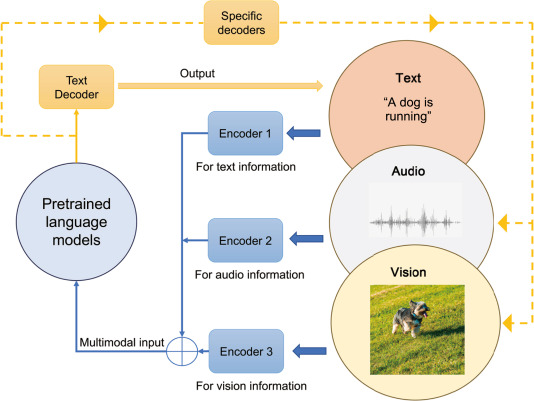 Specific
decoders
Text
Decoder
Output
Text
“A dog is
running”
Encoder 1
For text information
Audio
Pretrained
language
models
Encoder 2
For audio information
Vision
Multimodal input
Encoder 3
For vision information